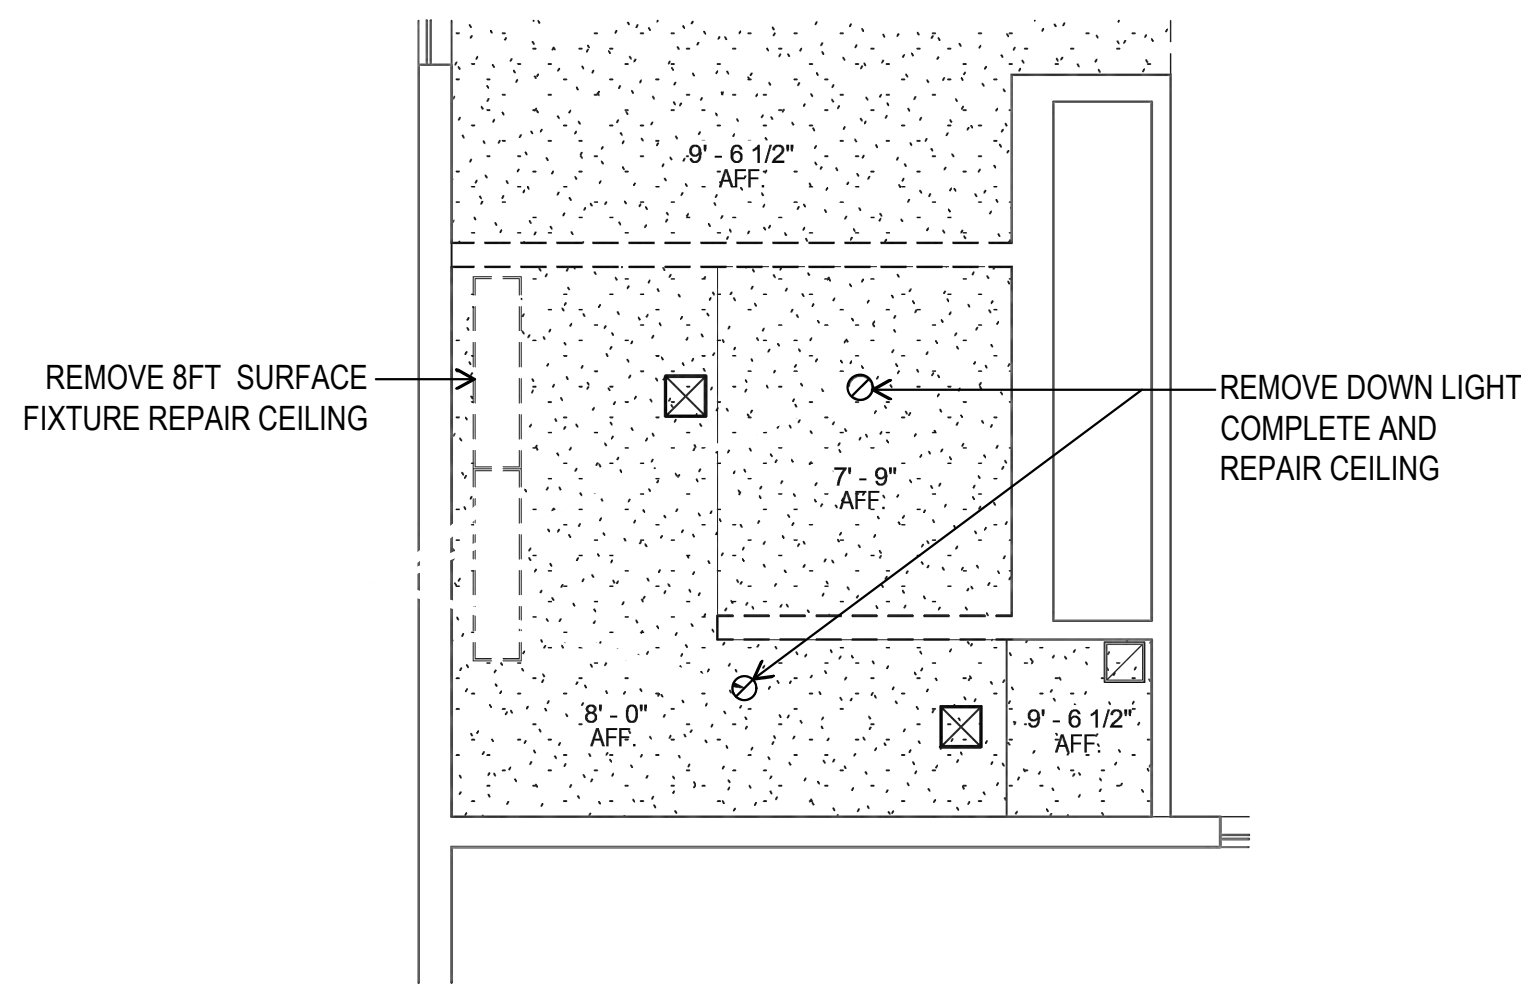 9' - 6 1/2"
AFF.
REMOVE 8FT SURFACE
FIXTURE REPAIR CEILING
REMOVE DOWN LIGHT
COMPLETE AND
REPAIR CEILING
7' - 9"
AFF.
8' - 0"
AFF.
9' - 6 1/2"
AFF.